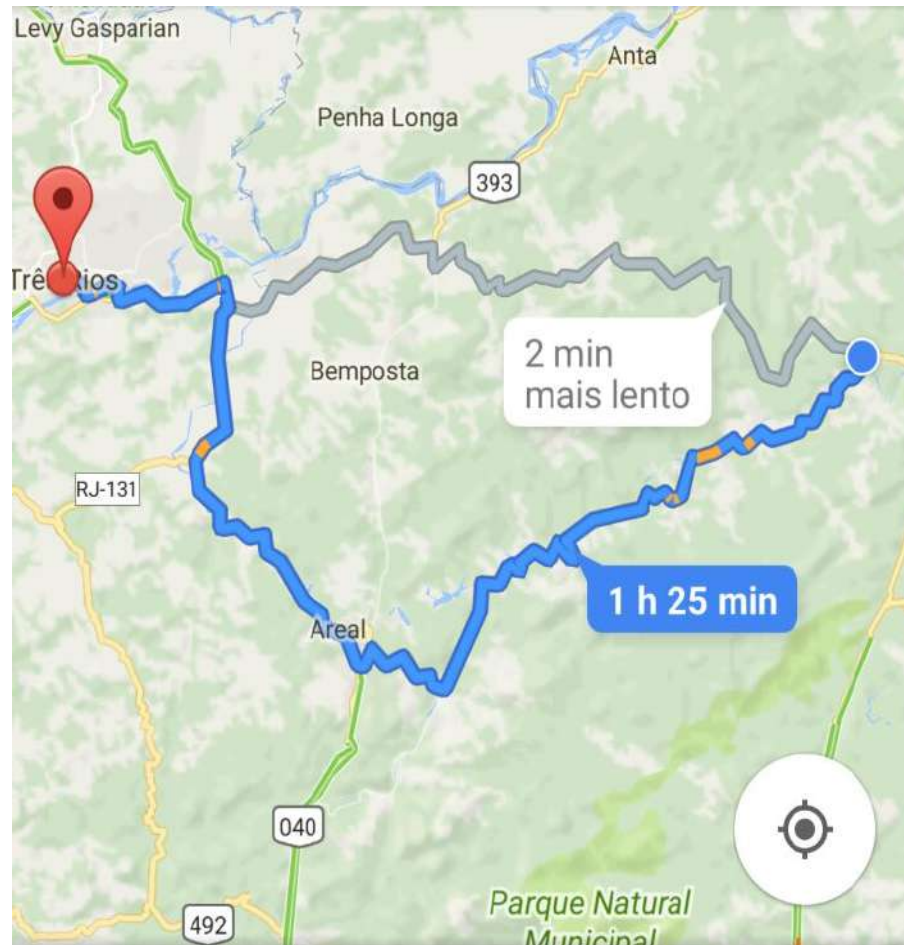 Levy Gasparian
Anta
Penha Longa
393
Três Rios
2 min
mais lento
Bemposta
RJ-131
1 h 25 min
Areal
040
Parque Natural
Municipal
492